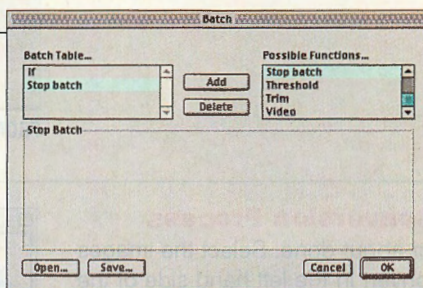 Batch
Batch Table...
Possible Functions...
If
Stop batch
Add
Delete
Stop batch
Threshold
Trim
Video
Stop Batch
Open...
Save...
Cancel
OK